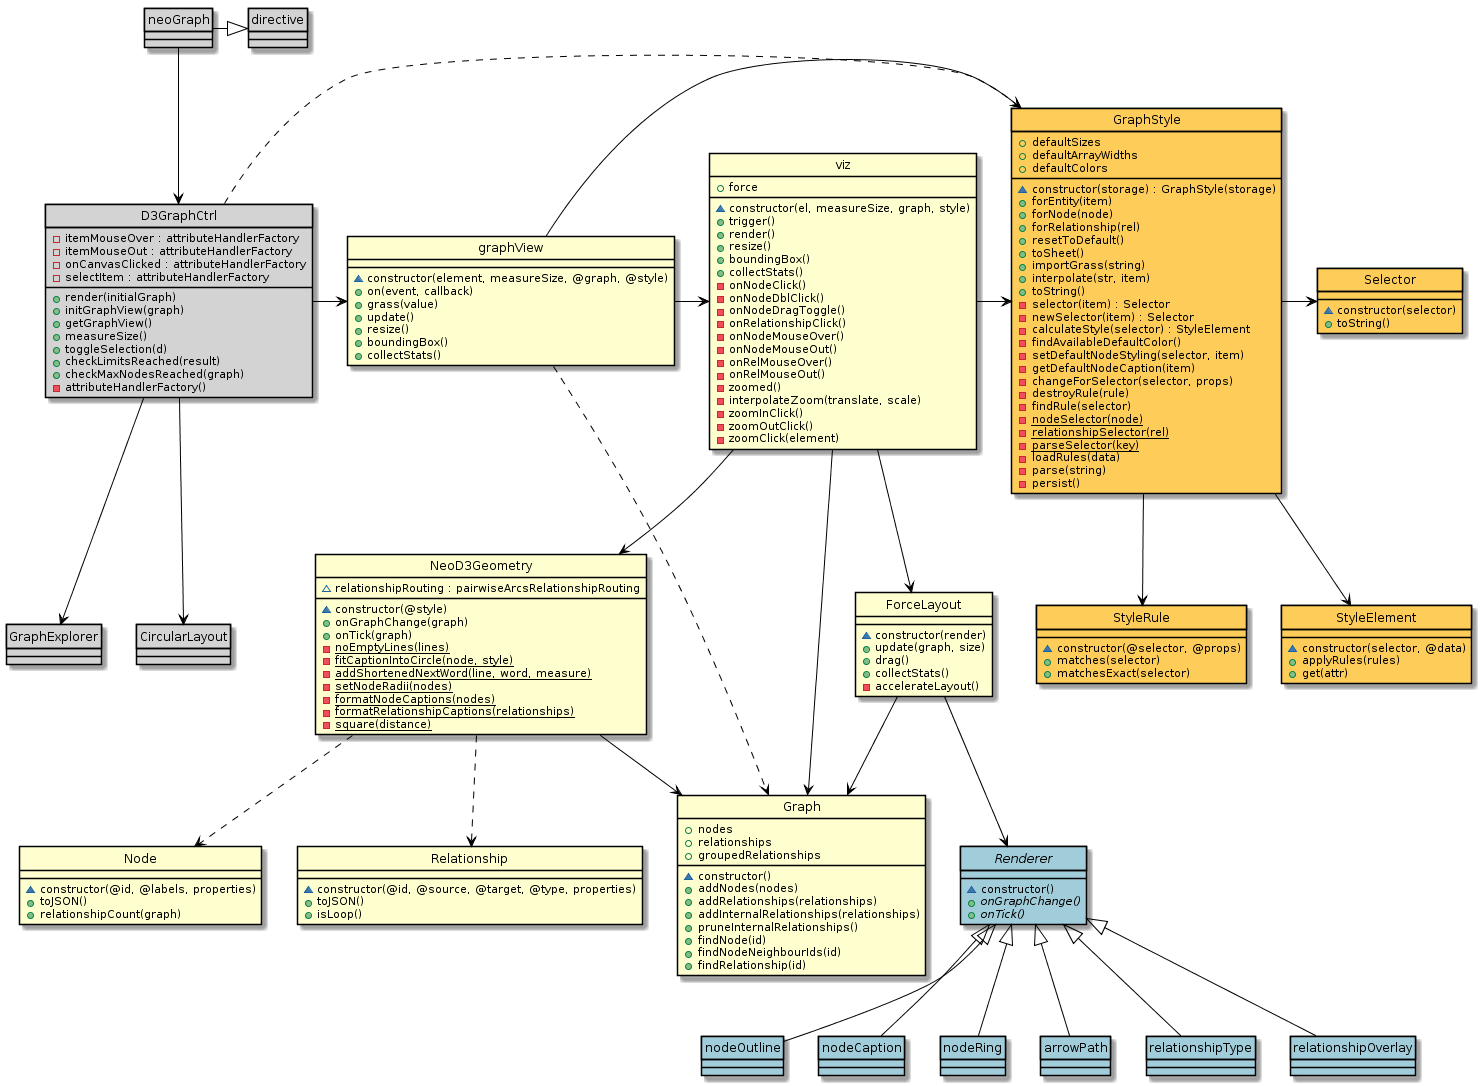 neoGraph
directive
D3GraphCtrl
itemMouseOver : attributeHandlerFactory
itemMouseOut : attributeHandlerFactory
onCanvasClicked : attributeHandlerFactory
selectItem : attributeHandlerFactory
render(initialGraph)
initGraphView(graph)
getGraphView()
measureSize()
toggleSelection(d)
checkLimitsReached(result)
checkMaxNodesReached(graph)
attributeHandlerFactory()
graphView
constructor(element, measureSize, @graph, @style)
on(event, callback)
grass(value)
update()
resize()
boundingBox()
collectStats()
viz
force
constructor(el, measureSize, graph, style)
trigger()
render()
resize()
boundingBox()
collectStats()
onNodeClick()
onNodeDblClick()
onNodeDragToggle()
onRelationshipClick()
onNodeMouseOver()
onNodeMouseOut()
onRelMouseOver()
onRelMouseOut()
zoomed()
interpolateZoom(translate, scale)
zoomInClick()
zoomOutClick()
zoomClick(element)
GraphStyle
defaultSizes
defaultArrayWidths
defaultColors
constructor(storage) : GraphStyle(storage)
forEntity(item)
forNode(node)
forRelationship(rel)
resetToDefault()
toSheet()
importGrass(string)
interpolate(str, item)
toString()
selector(item) : Selector
newSelector(item) : Selector
calculateStyle(selector) : StyleElement
findAvailableDefaultColor()
setDefaultNodeStyling(selector, item)
getDefaultNodeCaption(item)
changeForSelector(selector, props)
destroyRule(rule)
findRule(selector)
nodeSelector(node)
relationshipSelector(rel)
parseSelector(key)
loadRules(data)
parse(string)
persist()
Selector
constructor(selector)
toString()
GraphExplorer
CircularLayout
NeoD3Geometry
relationshipRouting : pairwiseArcsRelationshipRouting
constructor(@style)
onGraphChange(graph)
onTick(graph)
noEmptyLines(lines)
fitCaptionIntoCircle(node, style)
addShortenedNextWord(line, word, measure)
setNodeRadii(nodes)
formatNodeCaptions(nodes)
formatRelationshipCaptions(relationships)
square(distance)
ForceLayout
constructor(render)
update(graph, size)
drag()
collectStats()
accelerateLayout()
StyleRule
constructor(@selector, @props)
matches(selector)
matchesExact(selector)
StyleElement
constructor(selector, @data)
applyRules(rules)
get(attr)
Node
constructor(@id, @labels, properties)
toJSON()
relationshipCount(graph)
Relationship
constructor(@id, @source, @target, @type, properties)
toJSON()
isLoop()
Graph
nodes
relationships
groupedRelationships
constructor()
addNodes(nodes)
addRelationships(relationships)
addInternalRelationships(relationships)
pruneInternalRelationships()
findNode(id)
findNodeNeighbourIds(id)
findRelationship(id)
Renderer
constructor()
onGraphChange()
onTick()
nodeOutline
nodeCaption
nodeRing
arrowPath
relationshipType
relationshipOverlay